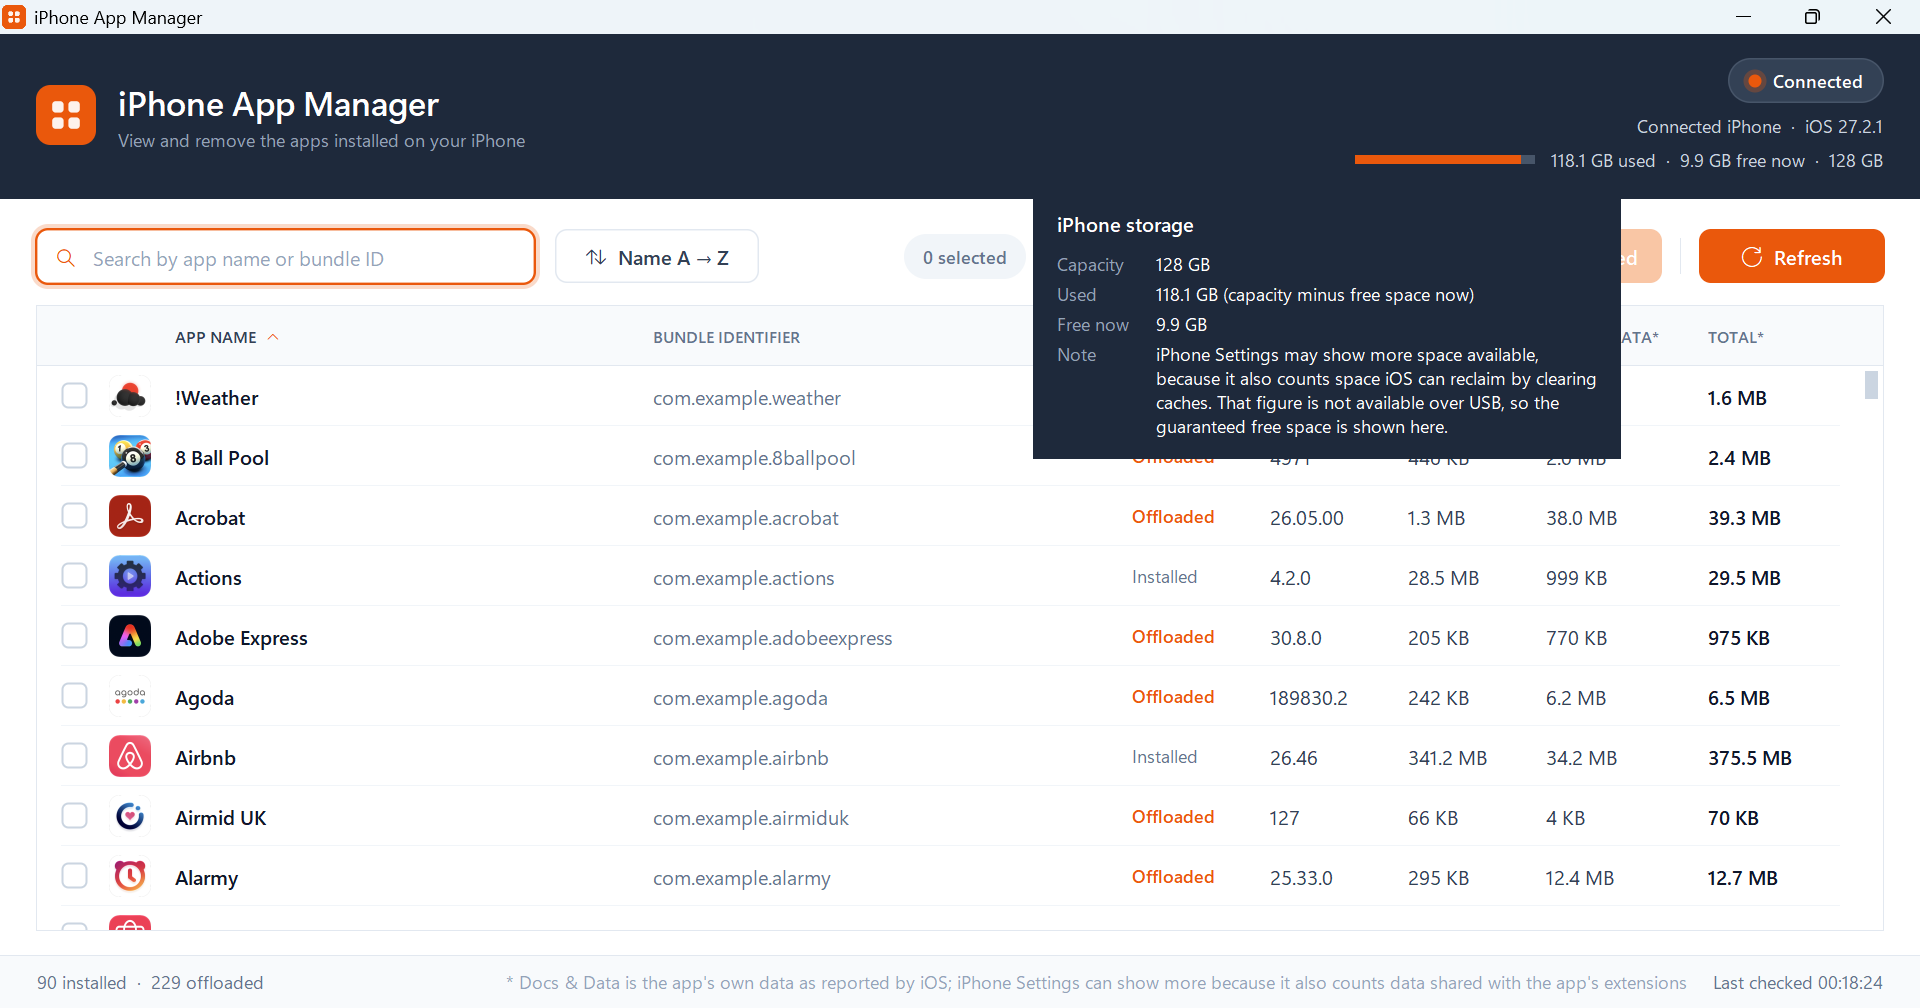 iPhone App Manager
iPhone App Manager
View and remove the apps installed on your iPhone
Connected
Connected iPhone · iOS 27.2.1
118.1 GB used · 9.9 GB free now · 128 GB
Search by app name or bundle ID
Name A → Z
0 selected
Refresh
iPhone storage
Capacity 128 GB
Used 118.1 GB (capacity minus free space now)
Free now 9.9 GB
Note iPhone Settings may show more space available,
because it also counts space iOS can reclaim by clearing
caches. That figure is not available over USB, so the
guaranteed free space is shown here.
APP NAME BUNDLE IDENTIFIER ATA* TOTAL*
!Weather com.example.weather 1.6 MB
8 Ball Pool com.example.8ballpool 2.4 MB
Acrobat com.example.acrobat Offloaded 26.05.00 1.3 MB 38.0 MB 39.3 MB
Actions com.example.actions Installed 4.2.0 28.5 MB 999 KB 29.5 MB
Adobe Express com.example.adobeexpress Offloaded 30.8.0 205 KB 770 KB 975 KB
agoda
Agoda com.example.agoda Offloaded 189830.2 242 KB 6.2 MB 6.5 MB
Airbnb com.example.airbnb Installed 26.46 341.2 MB 34.2 MB 375.5 MB
Airmid UK com.example.airmiduk Offloaded 127 66 KB 4 KB 70 KB
Alarmy com.example.alarmy Offloaded 25.33.0 295 KB 12.4 MB 12.7 MB
90 installed · 229 offloaded
* Docs & Data is the app's own data as reported by iOS; iPhone Settings can show more because it also counts data shared with the app's extensions
Last checked 00:18:24